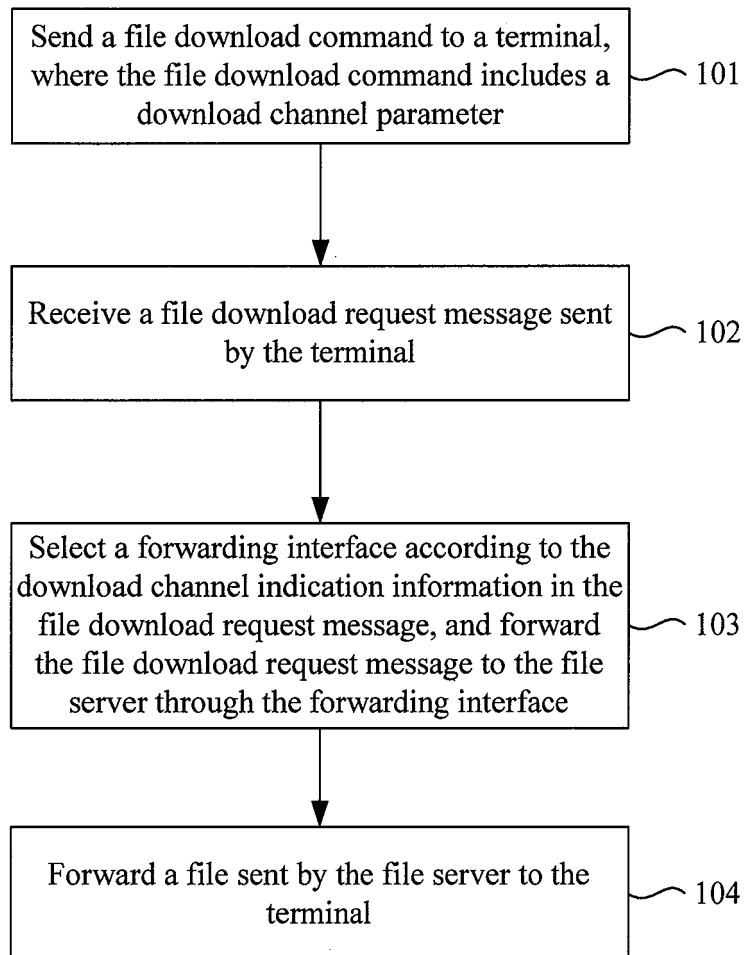 Send a file download command to a terminal,
where the file download command includes a
download channel parameter
101
Receive a file download request message sent
by the terminal
102
Select a forwarding interface according to the
download channel indication information in the
file download request message, and forward
the file download request message to the file
server through the forwarding interface
103
Forward a file sent by the file server to the
terminal
104